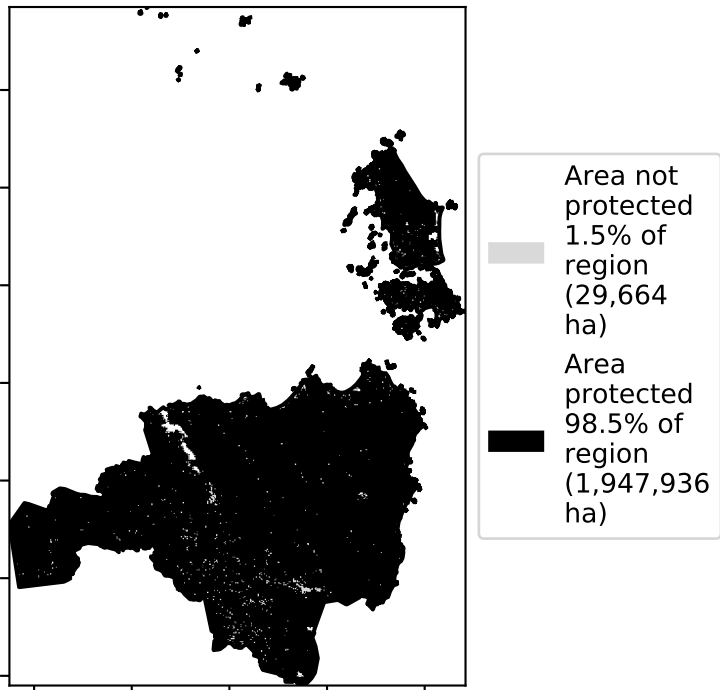 Area not
protected
1.5% of
region
(29,664
ha)
Area
protected
98.5% of
region
(1,947,936
ha)